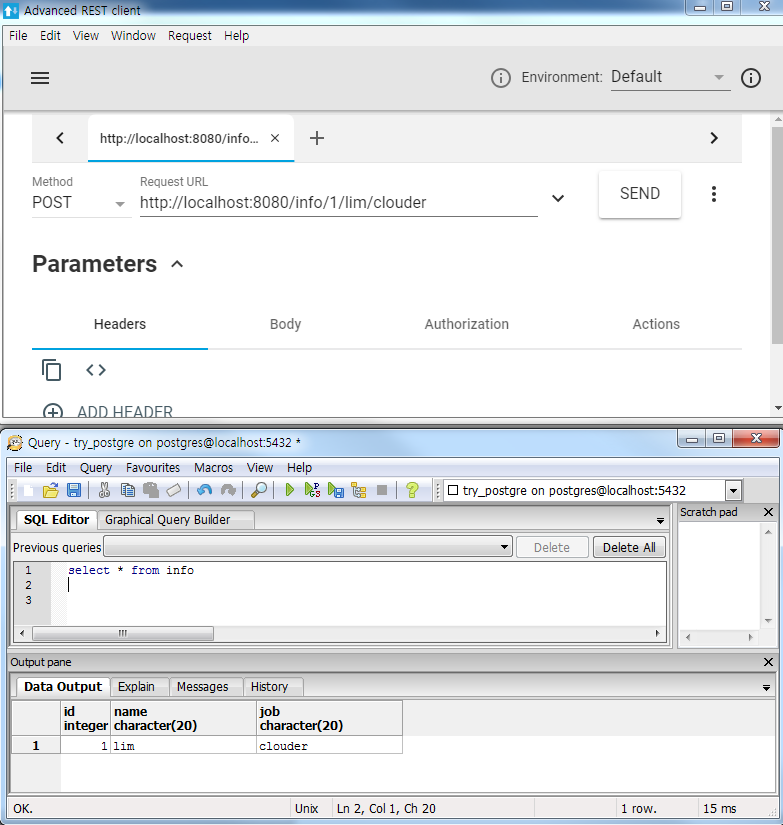 Advanced REST client
File Edit View Window Request Help
Environment: Default
http://localhost:8080/info...
Method
Request URL
POST
http://localhost:8080/info/1/lim/clouder
SEND
Parameters
Headers Body Authorization Actions
ADD HEADER
Query - try_postgre on postgres@localhost:5432 *
File Edit Query Favourites Macros View Help
try_postgre on postgres@localhost:5432
SQL Editor Graphical Query Builder
Scratch pad
Previous queries Delete Delete All
1 select * from info
2
3
Output pane
Data Output Explain Messages History
id name job
integer character(20) character(20)
1 1 lim clouder
OK. Unix Ln 2, Col 1, Ch 20 1 row. 15 ms